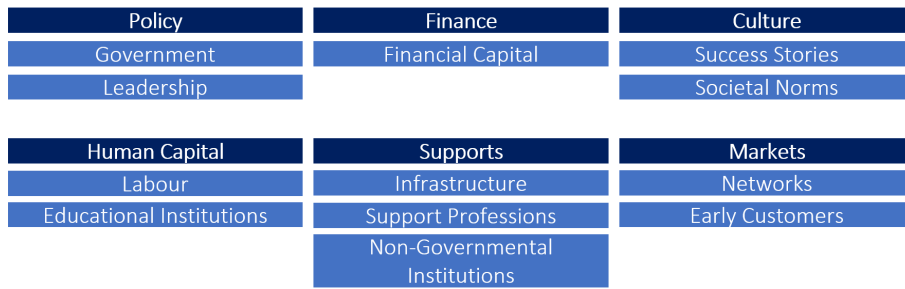 Policy
Government
Leadership
Finance
Financial Capital
Culture
Success Stories
Societal Norms
Human Capital
Labour
Educational Institutions
Supports
Infrastructure
Support Professions
Non-Governmental
Institutions
Markets
Networks
Early Customers